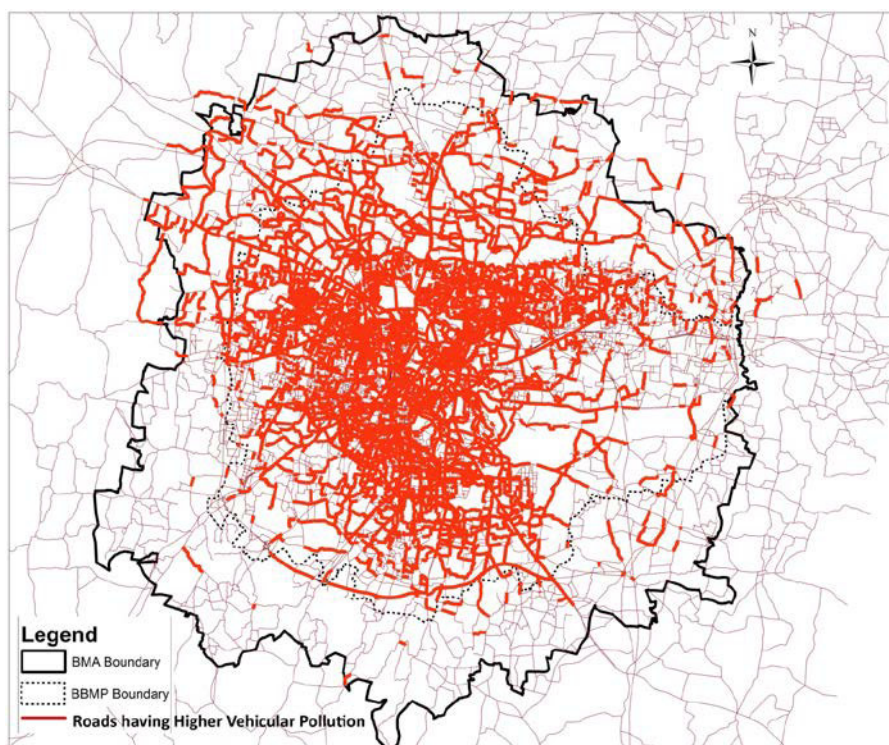 N
Legend
BMA Boundary
BBMP Boundary
Roads having Higher Vehicular Pollution